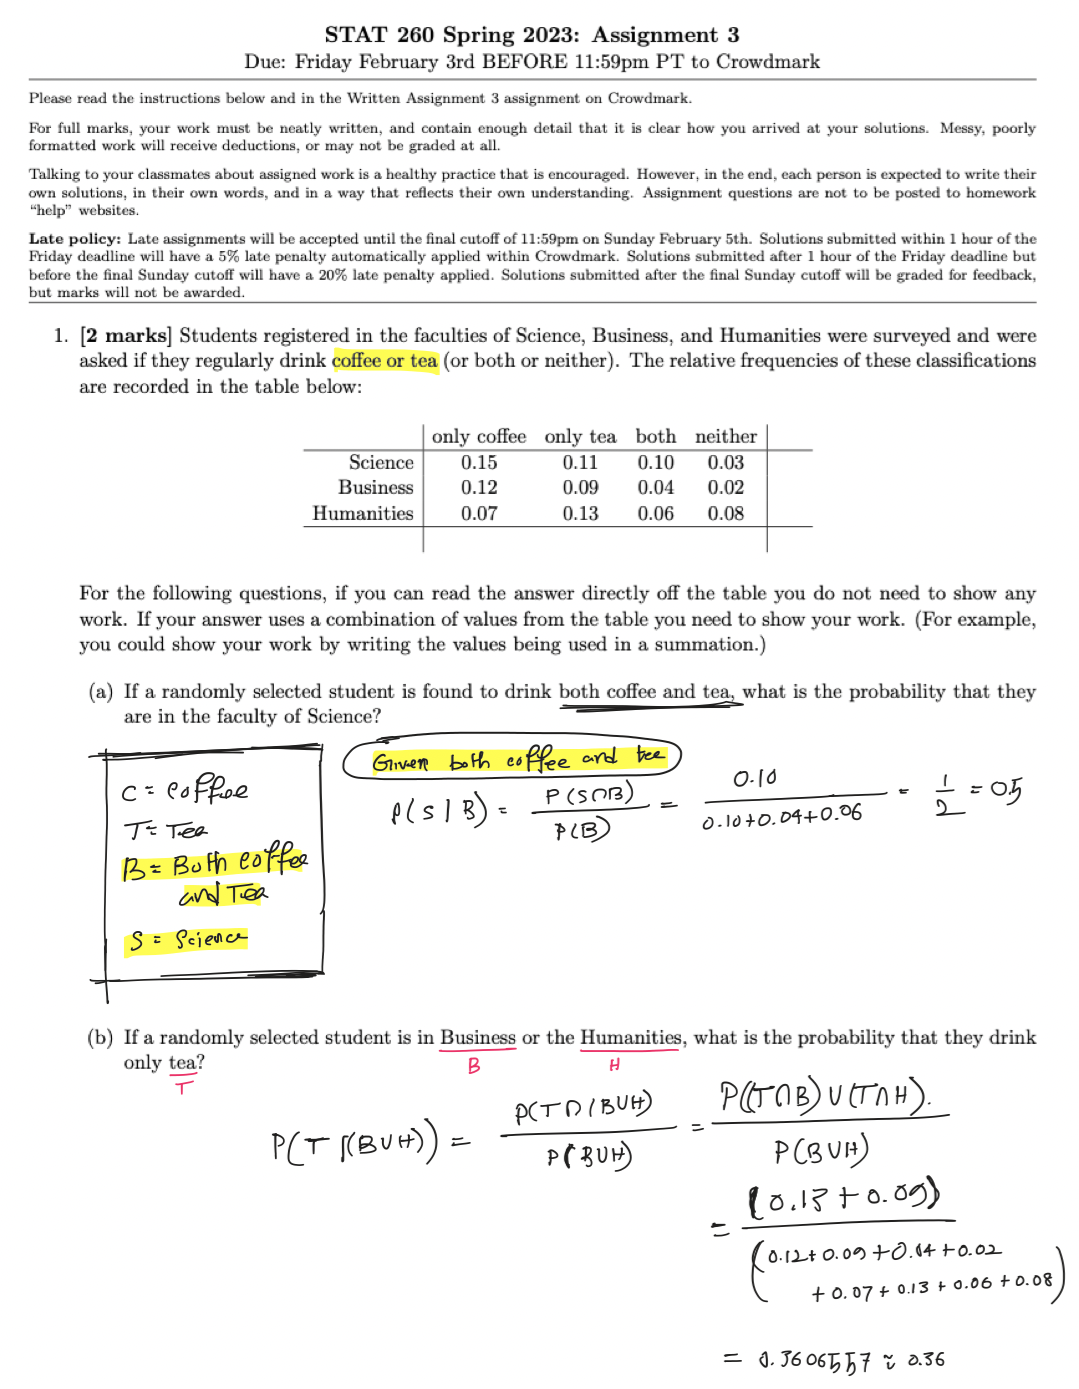 STAT 260 Spring 2023: Assignment 3
Due: Friday February 3rd BEFORE 11:59pm PT to Crowdmark
Please read the instructions below and in the Written Assignment 3 assignment on Crowdmark.
For full marks, your work must be neatly written, and contain enough detail that it is clear how you arrived at your solutions. Messy, poorly
formatted work will receive deductions, or may not be graded at all.
Talking to your classmates about assigned work is a healthy practice that is encouraged. However, in the end, each person is expected to write their
own solutions, in their own words, and in a way that reflects their own understanding. Assignment questions are not to be posted to homework
“help” websites.
Late policy: Late assignments will be accepted until the final cutoff of 11:59pm on Sunday February 5th. Solutions submitted within 1 hour of the
Friday deadline will have a 5% late penalty automatically applied within Crowdmark. Solutions submitted after 1 hour of the Friday deadline but
before the final Sunday cutoff will have a 20% late penalty applied. Solutions submitted after the final Sunday cutoff will be graded for feedback,
but marks will not be awarded.
1. [2 marks] Students registered in the faculties of Science, Business, and Humanities were surveyed and were
asked if they regularly drink coffee or tea (or both or neither). The relative frequencies of these classifications
are recorded in the table below:
only coffee only tea both neither
Science 0.15 0.11 0.10 0.03
Business 0.12 0.09 0.04 0.02
Humanities 0.07 0.13 0.06 0.08
For the following questions, if you can read the answer directly off the table you do not need to show any
work. If your answer uses a combination of values from the table you need to show your work. (For example,
you could show your work by writing the values being used in a summation.)
(a) If a randomly selected student is found to drink both coffee and tea, what is the probability that they
are in the faculty of Science?
Given both coffee and tee
C = coffee
T = Tea
B = Both coffee
and Tea
S = Science
P(S|B) = P(S∩B) / P(B) = 0.10 / 0.10+0.04+0.06 = 1/2 = 05
(b) If a randomly selected student is in Business or the Humanities, what is the probability that they drink
only tea?
B H
T
P(T|(BUH)) = P(T∩(BUH) / P(BUH) = P((T∩B)U(T∩H). / P(BUH)
= (0.13 + 0.09)
(0.12+0.09+0.04+0.02
+0.07+0.13+0.06+0.08)
= 0.3606557 ≈ 0.36